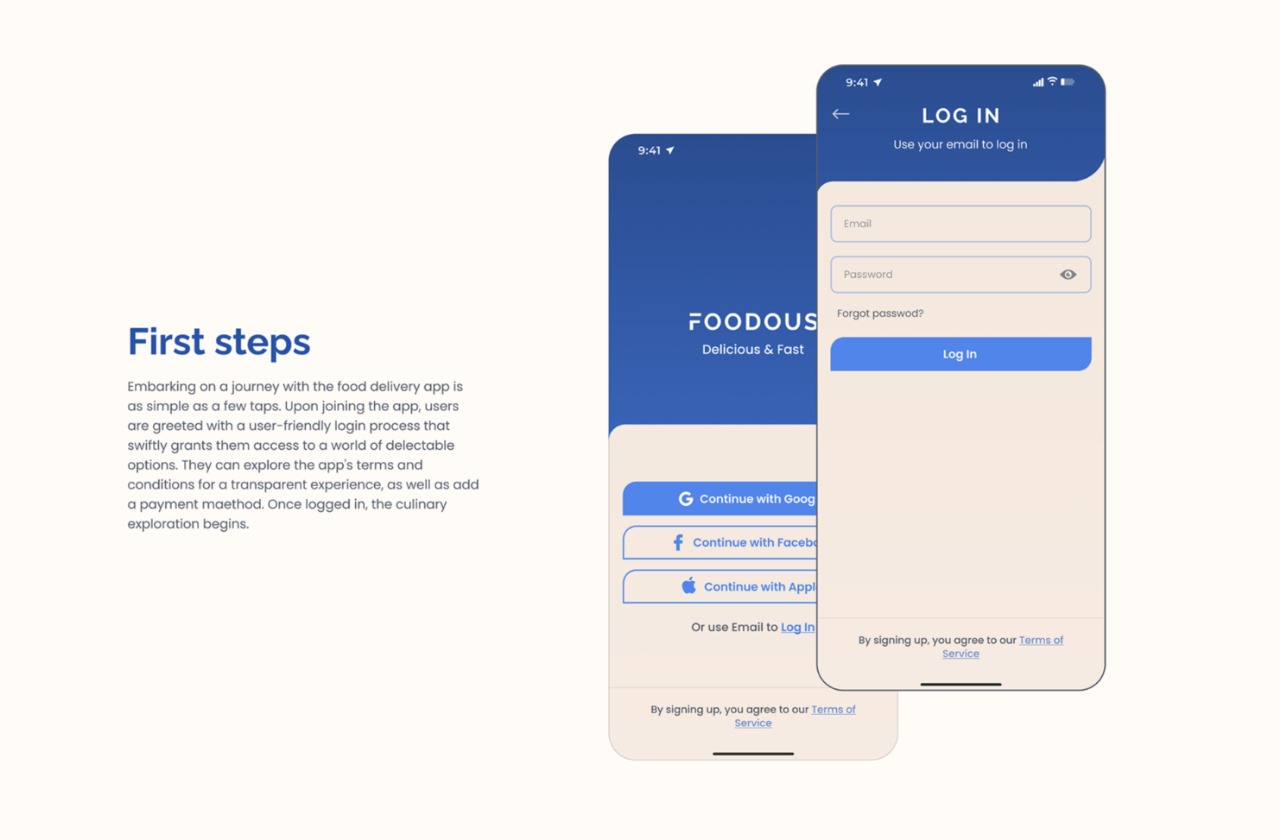 First steps
Embarking on a journey with the food delivery app is
as simple as a few taps. Upon joining the app, users
are greeted with a user-friendly login process that
swiftly grants them access to a world of delectable
options. They can explore the app's terms and
conditions for a transparent experience, as well as add
a payment maethod. Once logged in, the culinary
exploration begins.
9:41
FOODOUS
Delicious & Fast
Continue with Goog
Continue with Facebo
Continue with Appl
Or use Email to Log In
By signing up, you agree to our Terms of
Service
9:41
LOG IN
Use your email to log in
Email
Password
Forgot passwod?
Log In
By signing up, you agree to our Terms of
Service